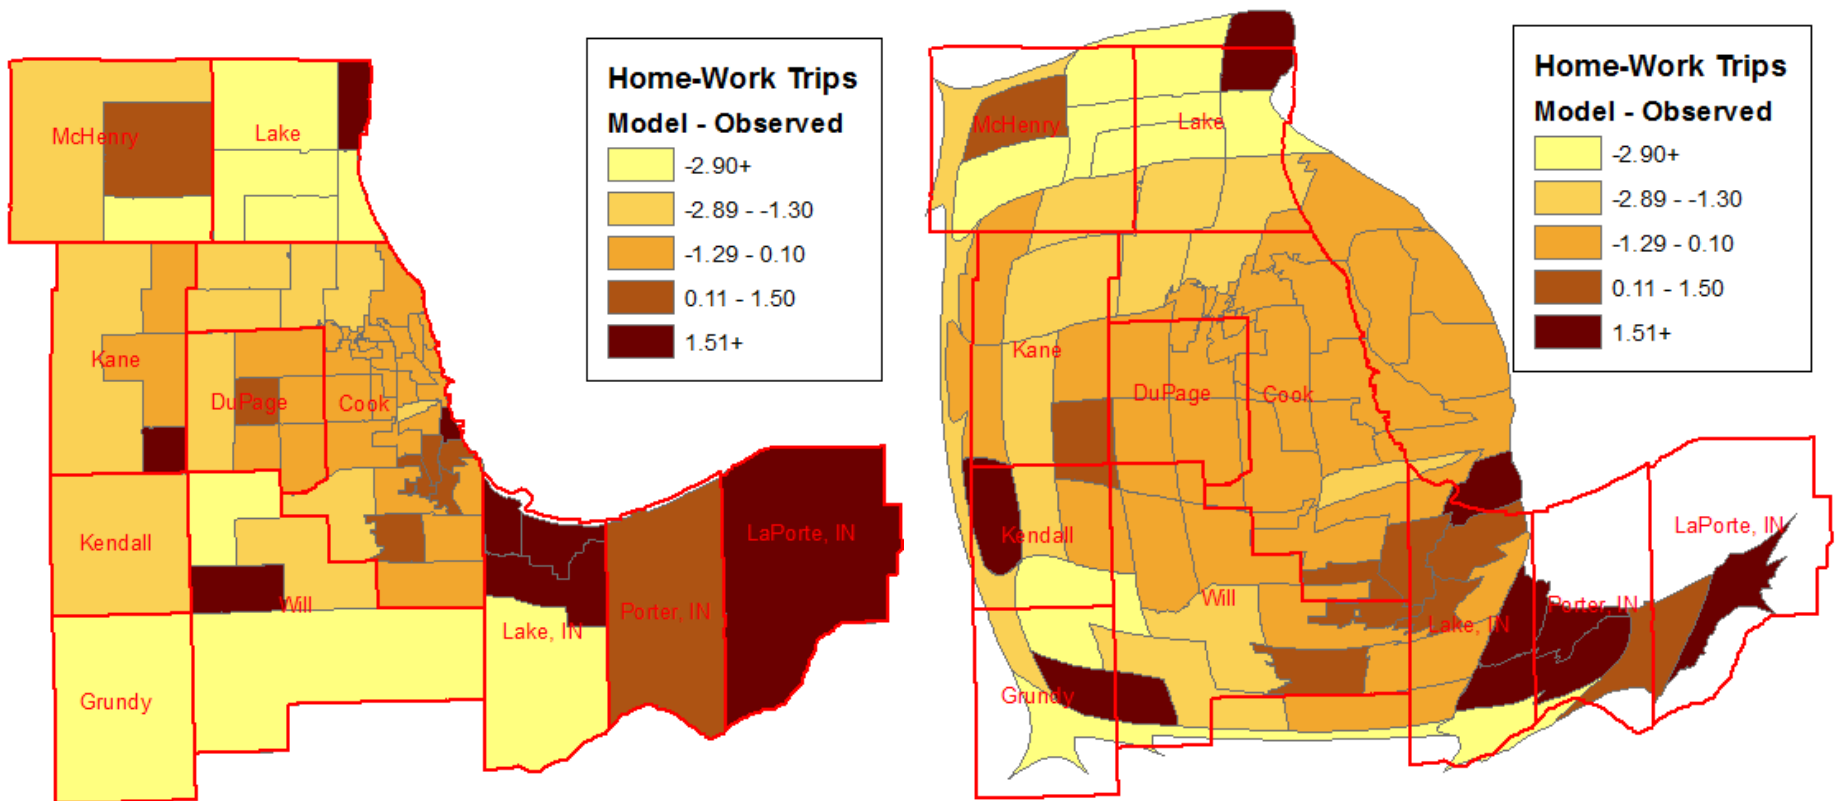 Home-Work Trips
Model - Observed
-2.90+
-2.89 - -1.30
-1.29 - 0.10
0.11 - 1.50
1.51+
McHenry
Lake
Kane
DuPage
Cook
Kendall
Will
Grundy
Lake, IN
Porter, IN
LaPorte, IN
Home-Work Trips
Model - Observed
-2.90+
-2.89 - -1.30
-1.29 - 0.10
0.11 - 1.50
1.51+
McHenry
Lake
Kane
DuPage
Cook
Kendall
Will
Grundy
Lake, IN
Porter, IN
LaPorte, IN